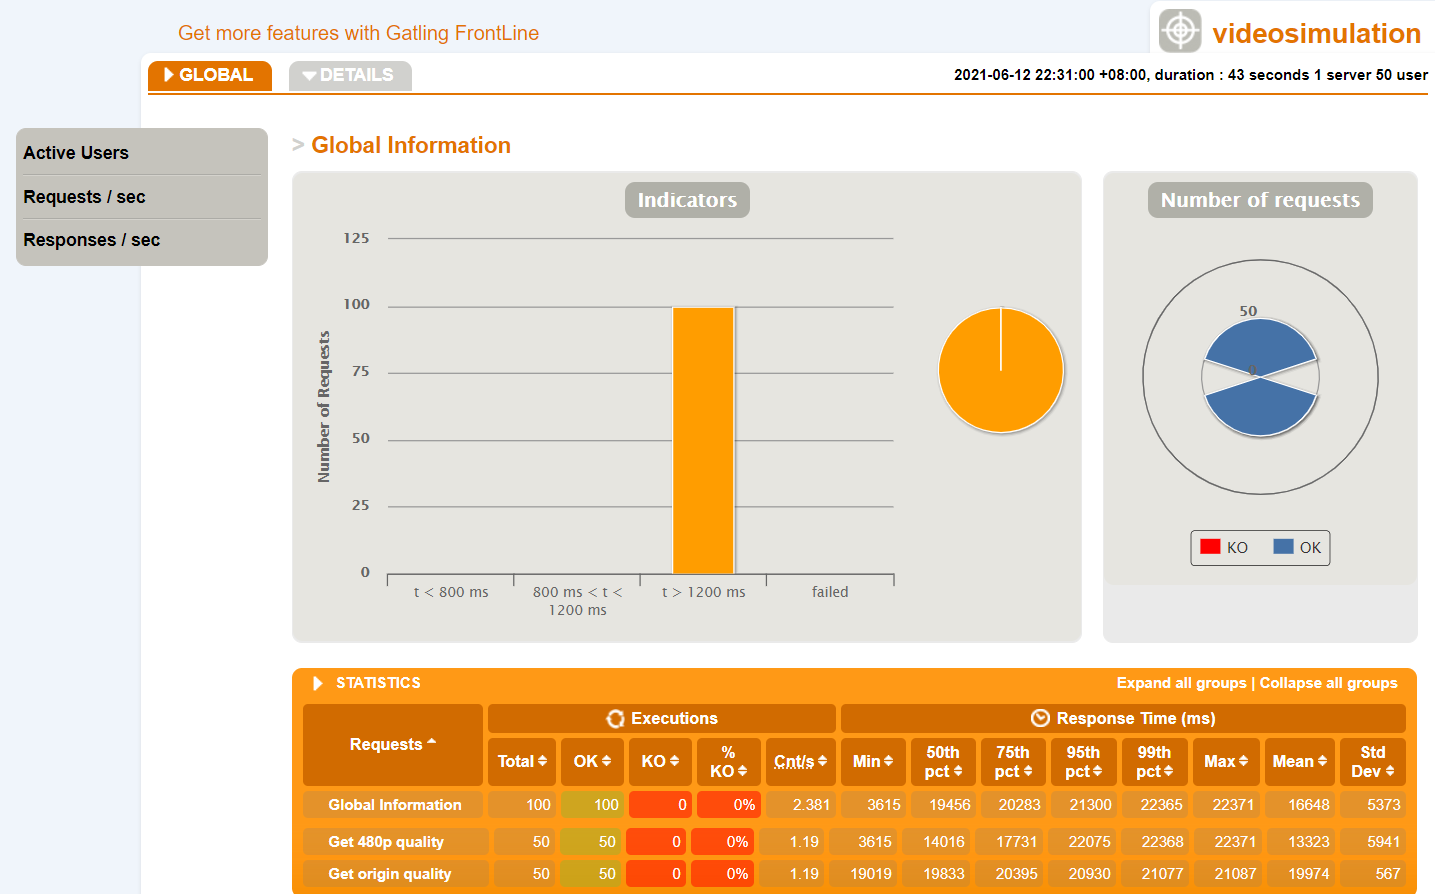 Get more features with Gatling FrontLine
videosimulation
GLOBAL DETAILS
2021-06-12 22:31:00 +08:00, duration : 43 seconds 1 server 50 user
Active Users
Requests / sec
Responses / sec
> Global Information
Indicators
Number of Requests
125
100
75
50
25
0
t < 800 ms
800 ms < t < 
1200 ms
t > 1200 ms
failed
Number of requests
50
0
KO OK
STATISTICS
Expand all groups | Collapse all groups
Requests Executions Response Time (ms)
Total OK KO % KO Cnt/s Min 50th pct 75th pct 95th pct 99th pct Max Mean Std Dev
Global Information 100 100 0 0% 2.381 3615 19456 20283 21300 22365 22371 16648 5373
Get 480p quality 50 50 0 0% 1.19 3615 14016 17731 22075 22368 22371 13323 5941
Get origin quality 50 50 0 0% 1.19 19019 19833 20395 20930 21077 21087 19974 567